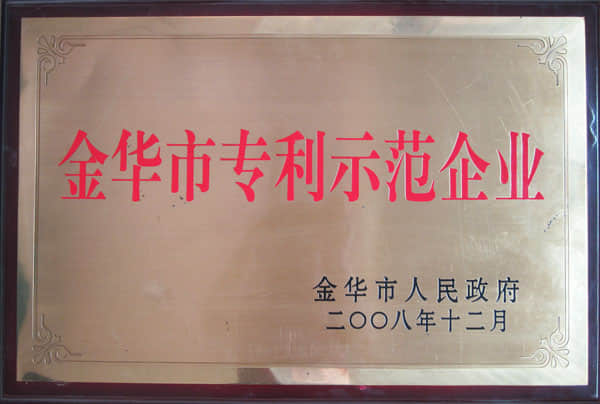 金华市专利示范企业
金华市人民政府
二〇〇八年十二月